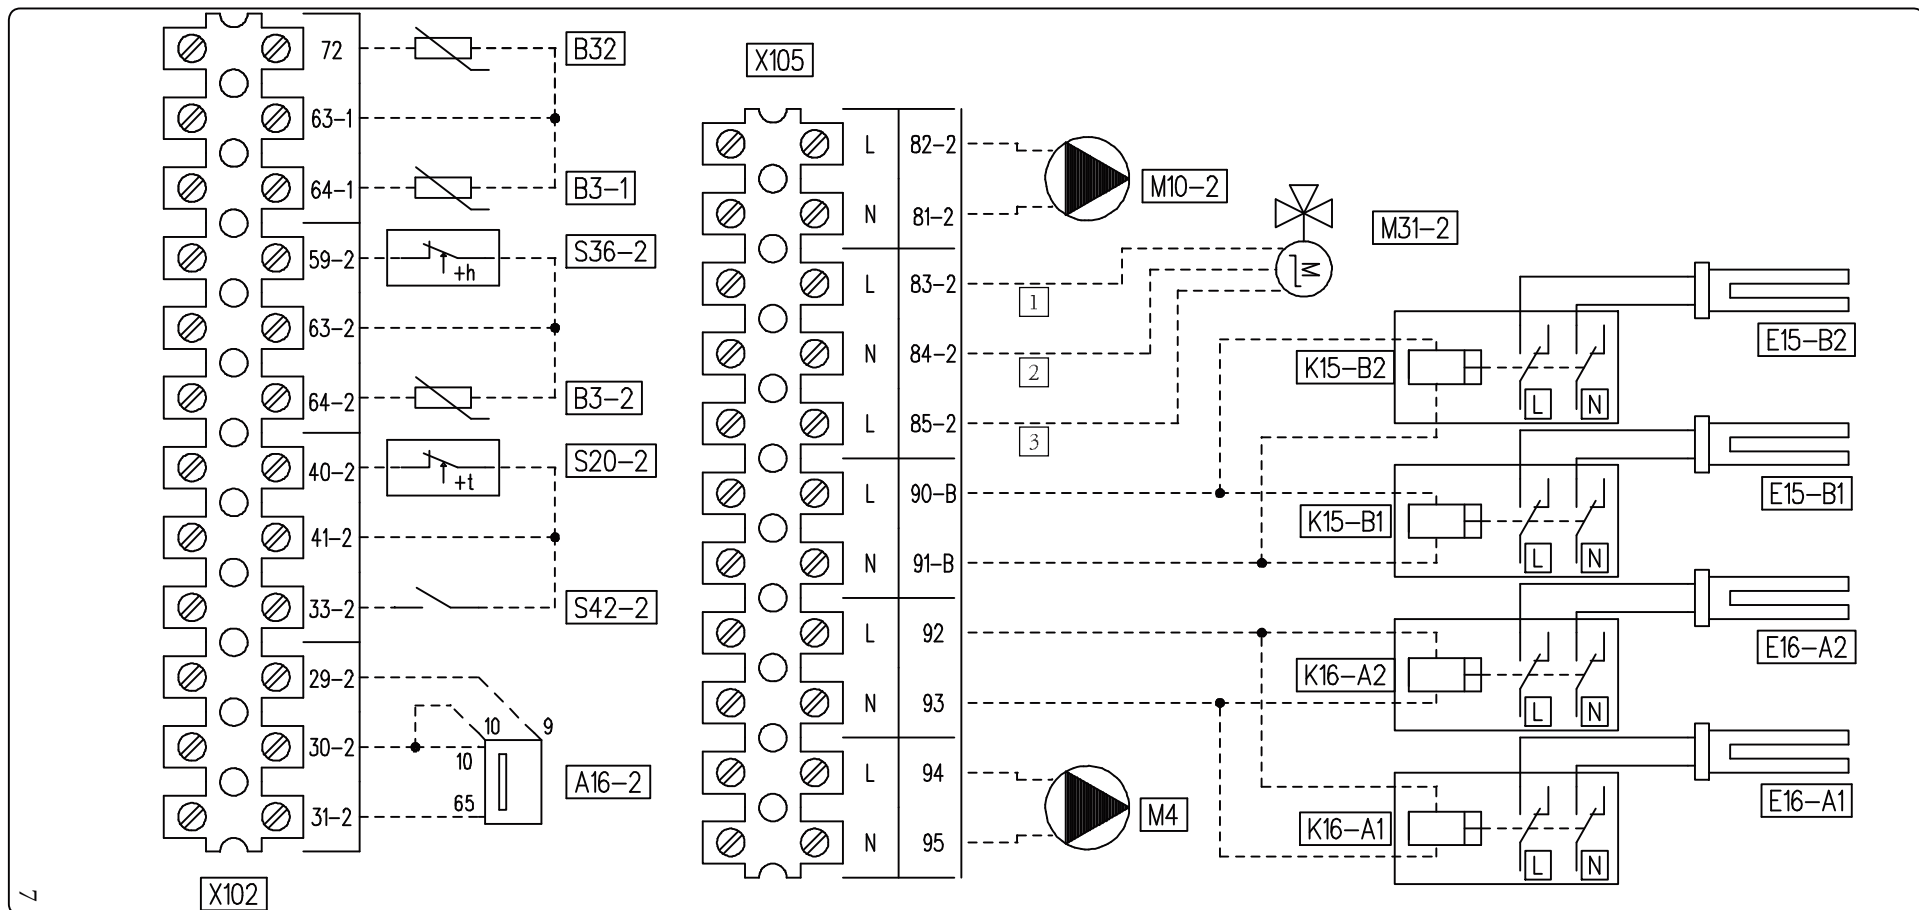 X102
72
63-1
64-1
59-2
63-2
64-2
40-2
41-2
33-2
29-2
30-2
31-2
B32
B3-1
+h
S36-2
B3-2
+t
S20-2
S42-2
10 9
10
65
A16-2
X105
L 82-2
N 81-2
L 83-2
N 84-2
L 85-2
L 90-B
N 91-B
L 92
N 93
L 94
N 95
M10-2
M31-2
M
1
2
3
M4
K15-B2
L N
E15-B2
K15-B1
L N
E15-B1
K16-A2
L N
E16-A2
K16-A1
L N
E16-A1
7